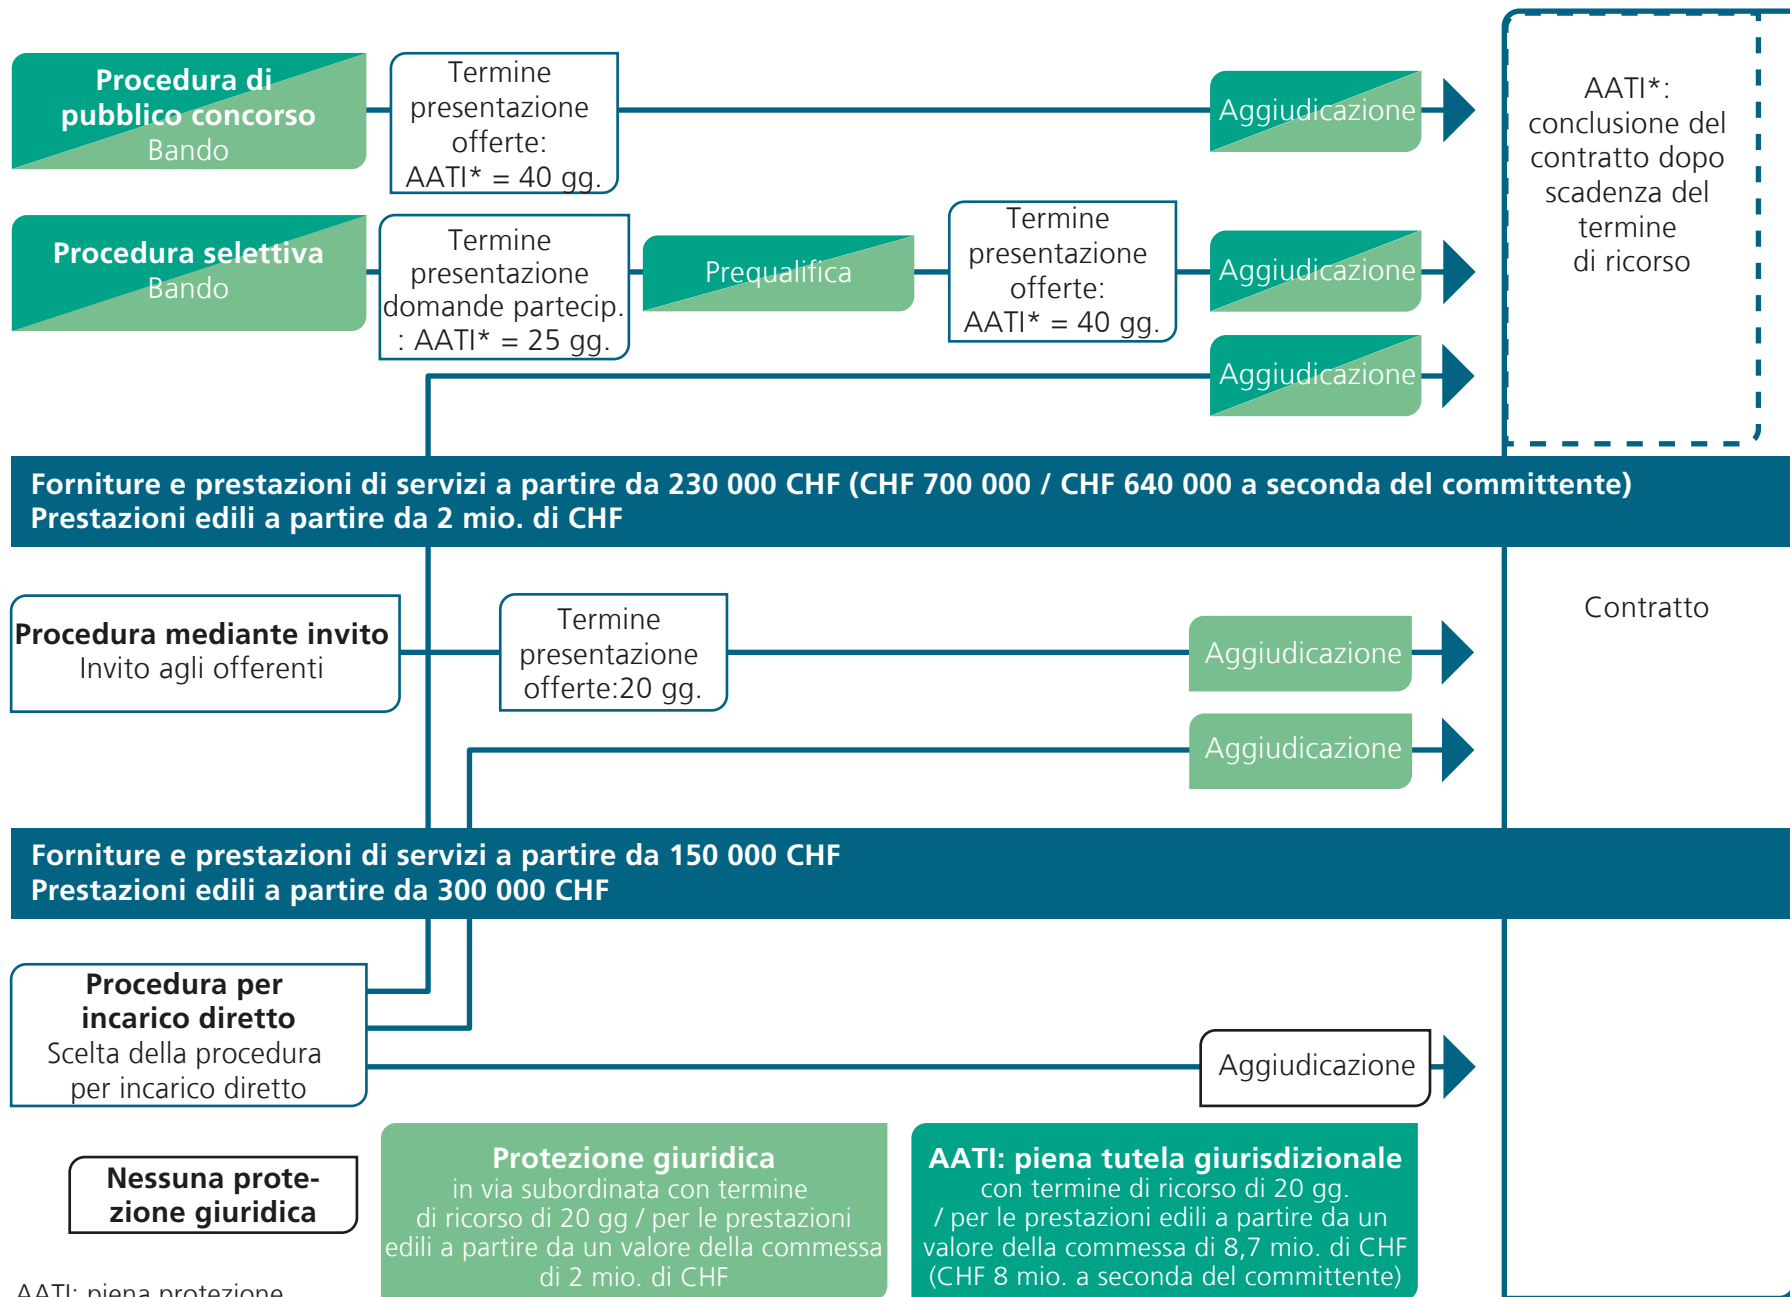 Procedura di
pubblico concorso
Bando
Termine
presentazione
offerte:
AATI* = 40 gg.
Aggiudicazione
AATI*:
conclusione del
contratto dopo
scadenza del
termine
di ricorso
Procedura selettiva
Bando
Termine
presentazione
domande partecip.
: AATI* = 25 gg.
Prequalifica
Termine
presentazione
offerte:
AATI* = 40 gg.
Aggiudicazione
Aggiudicazione
Forniture e prestazioni di servizi a partire da 230 000 CHF (CHF 700 000 / CHF 640 000 a seconda del committente)
Prestazioni edili a partire da 2 mio. di CHF
Procedura mediante invito
Invito agli offerenti
Termine
presentazione
offerte:20 gg.
Aggiudicazione
Contratto
Aggiudicazione
Forniture e prestazioni di servizi a partire da 150 000 CHF
Prestazioni edili a partire da 300 000 CHF
Procedura per
incarico diretto
Scelta della procedura
per incarico diretto
Aggiudicazione
Nessuna prote-
zione giuridica
Protezione giuridica
in via subordinata con termine
di ricorso di 20 gg / per le prestazioni
edili a partire da un valore della commessa
di 2 mio. di CHF
AATI: piena tutela giurisdizionale
con termine di ricorso di 20 gg.
/ per le prestazioni edili a partire da un
valore della commessa di 8,7 mio. di CHF
(CHF 8 mio. a seconda del committente)
AATI: piena protezione